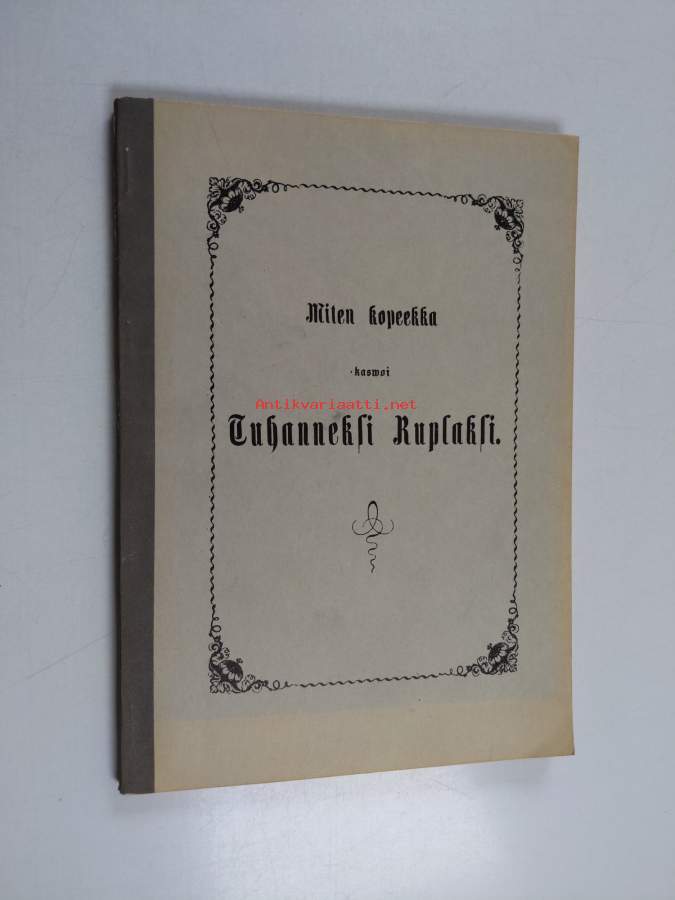 Miten kopeekka
kaswoi
Antikvariaatti.net
Tuhanneksi Ruplaksi.